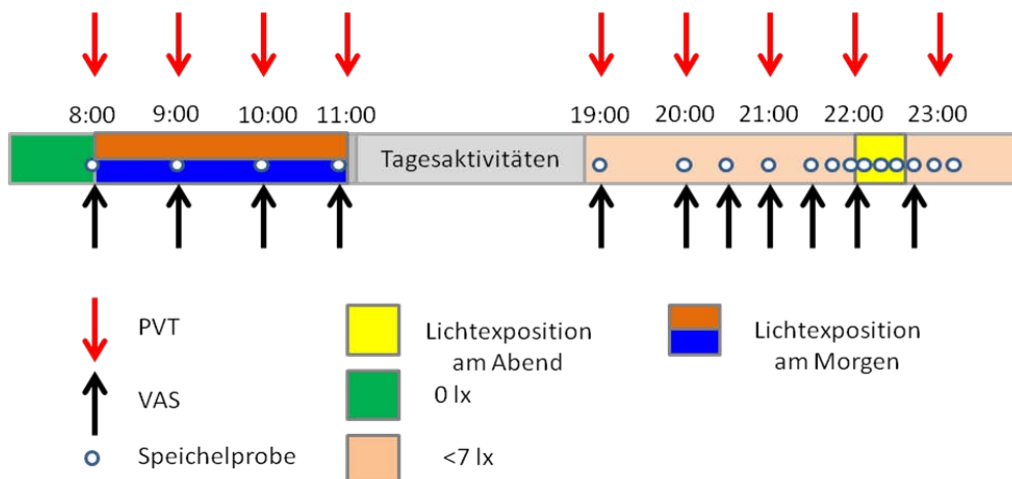 8:00 9:00 10:00 11:00 19:00 20:00 21:00 22:00 23:00
Tagesaktivitäten
PVT
VAS
Speichelprobe
Lichtexposition
am Abend
0 lx
<7 lx
Lichtexposition
am Morgen